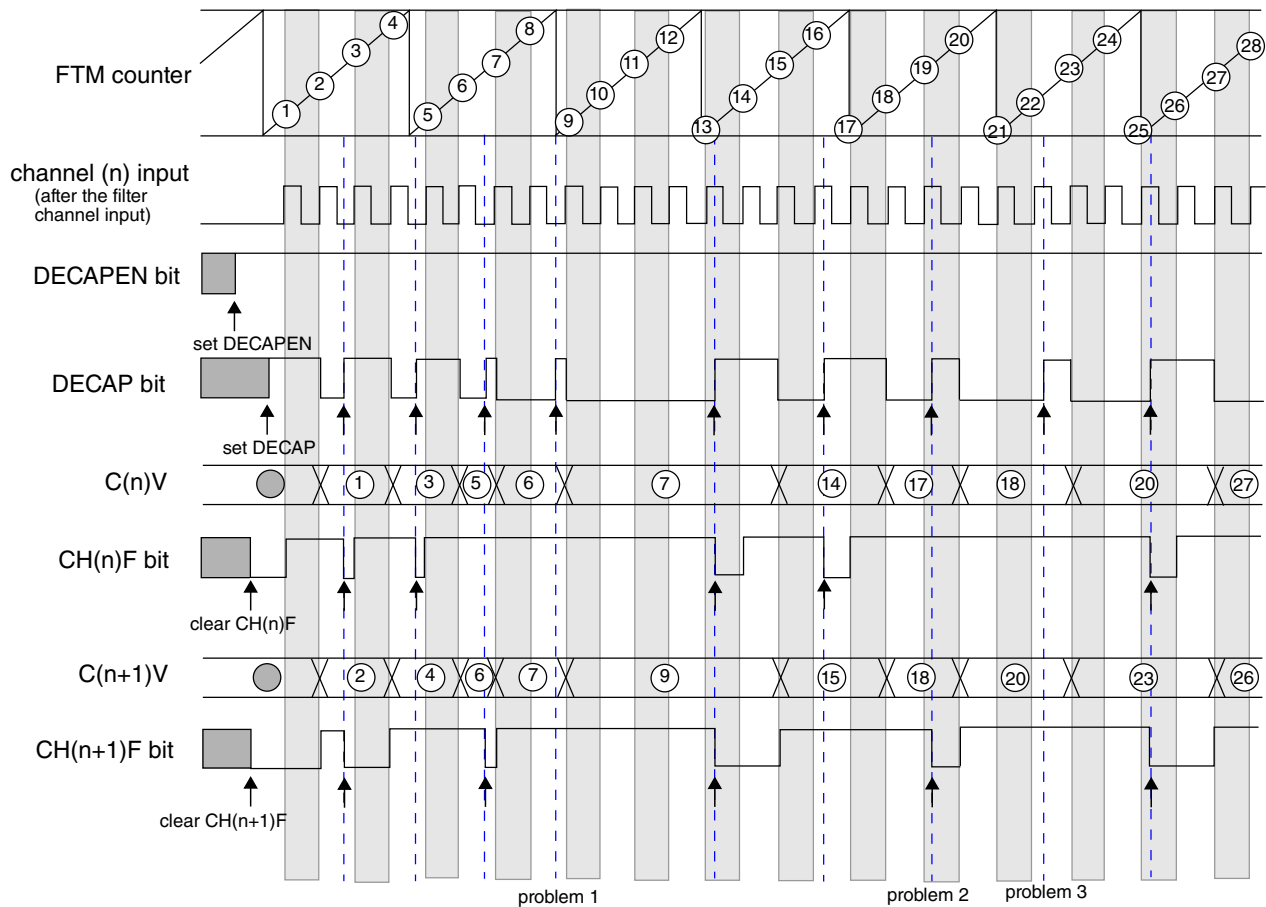 FTM counter
1 2 3 4 5 6 7 8 9 10 11 12 13 14 15 16 17 18 19 20 21 22 23 24 25 26 27 28
channel (n) input
(after the filter
channel input)
DECAPEN bit
set DECAPEN
DECAP bit
set DECAP
C(n)V
1 3 5 6 7 14 17 18 20 27
CH(n)F bit
clear CH(n)F
C(n+1)V
2 4 6 7 9 15 18 20 23 26
CH(n+1)F bit
clear CH(n+1)F
problem 1 problem 2 problem 3